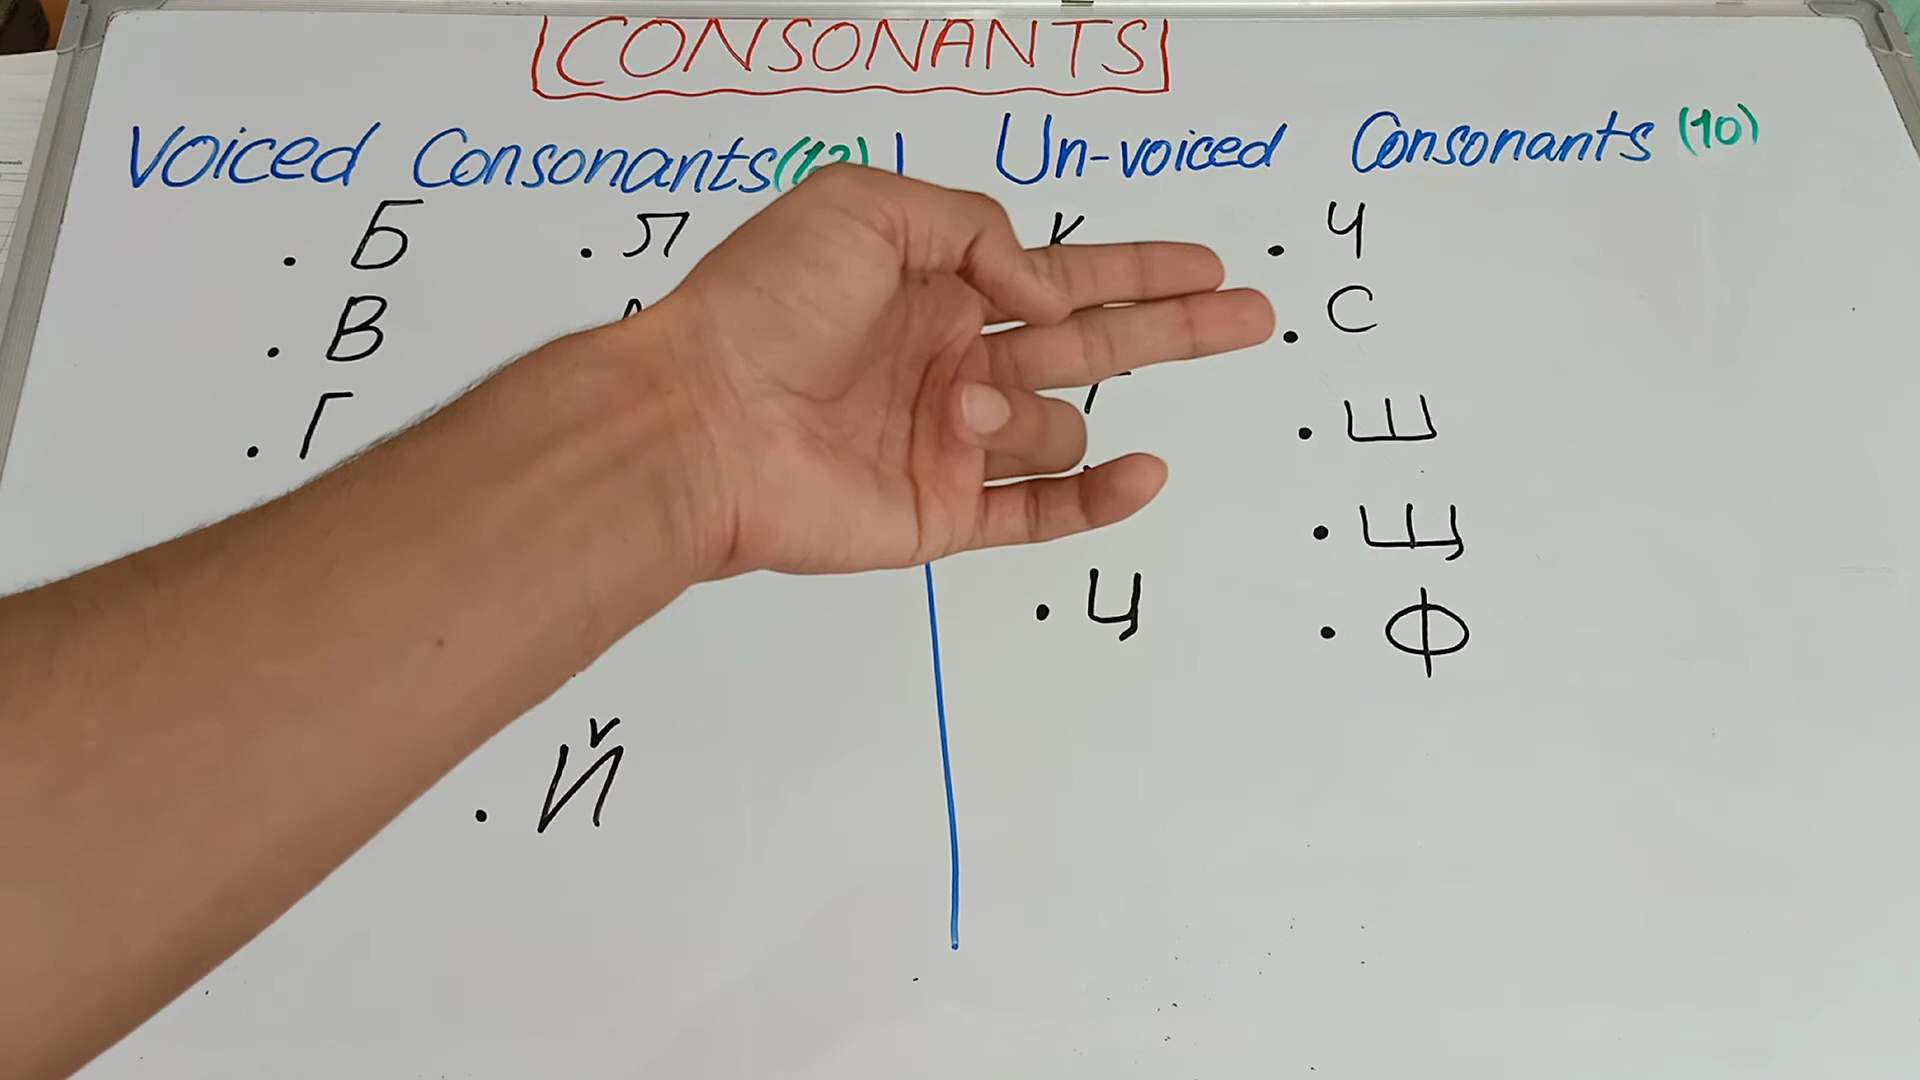 CONSONANTS
Voiced Consonants
Un-voiced Consonants (10)
. Б . Л
. В
. Г
. Й
К . Ч
. С
. Ш
. Щ
. Ц . Ф